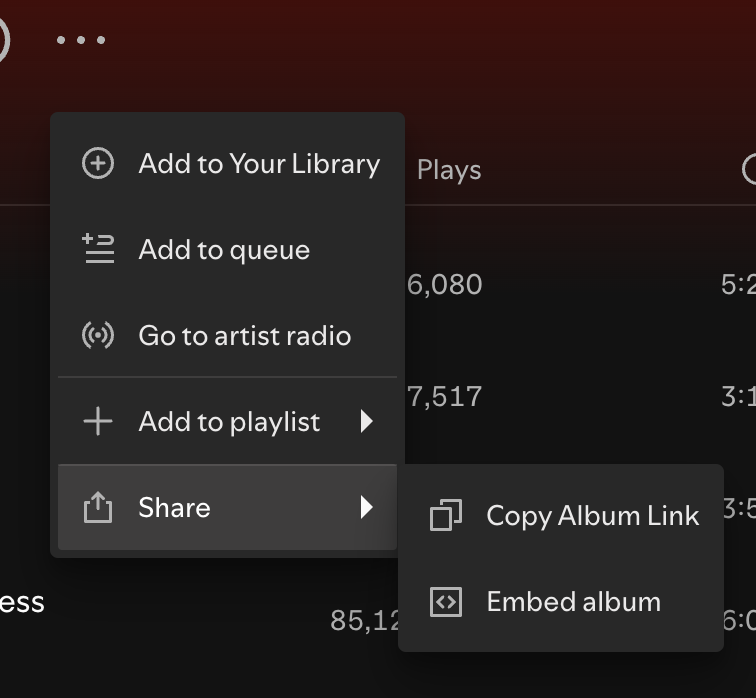 Add to Your Library
Plays
Add to queue
6,080
5:2
Go to artist radio
Add to playlist
7,517
3:1
Share
Copy Album Link
3:5
ess
Embed album
85,12
6:0